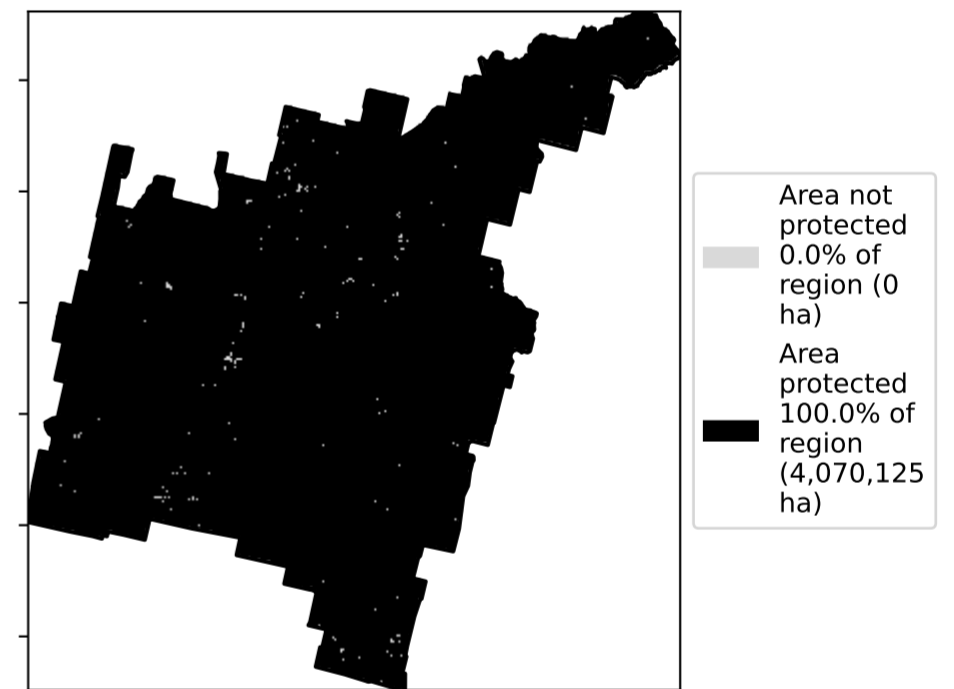 Area not
protected
0.0% of
region (0
ha)
Area
protected
100.0% of
region
(4,070,125
ha)